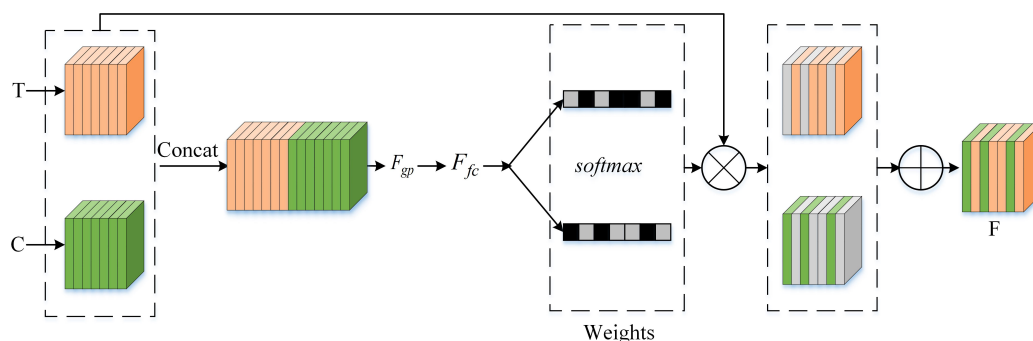 T
C
Concat
F_gp
F_fc
softmax
Weights
F